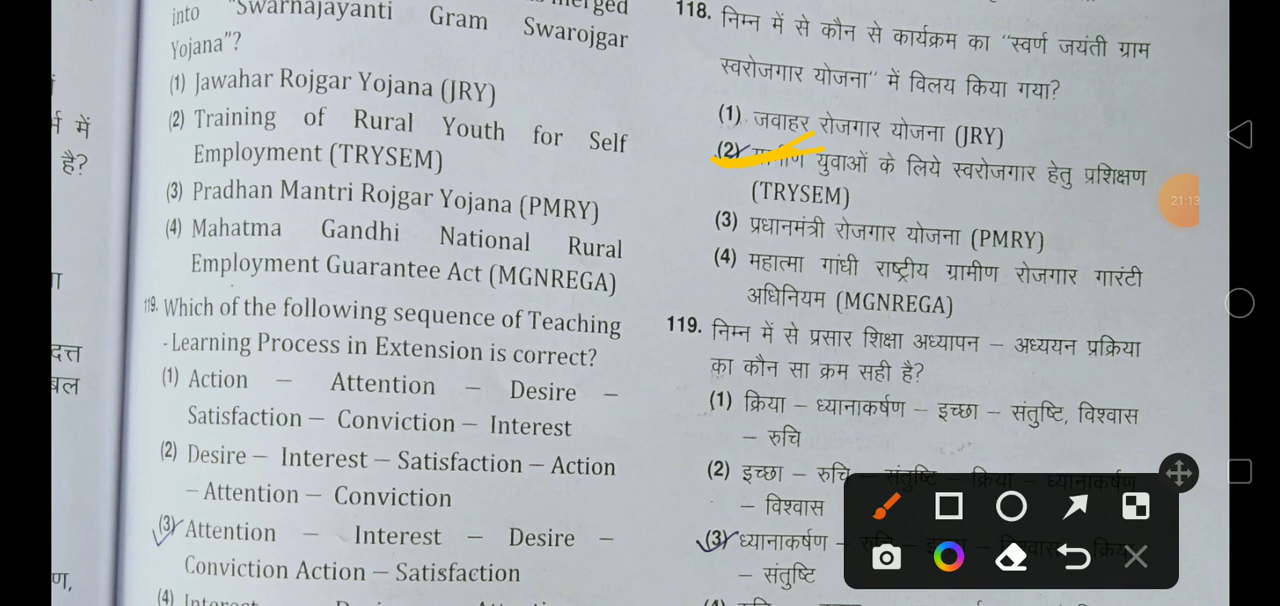 into "Swarnajayanti Gram Swarojgar
Yojana"?
(1) Jawahar Rojgar Yojana (JRY)
(2) Training of Rural Youth for Self
Employment (TRYSEM)
(3) Pradhan Mantri Rojgar Yojana (PMRY)
(4) Mahatma Gandhi National Rural
Employment Guarantee Act (MGNREGA)
119. Which of the following sequence of Teaching
- Learning Process in Extension is correct?
(1) Action – Attention – Desire –
Satisfaction – Conviction – Interest
(2) Desire – Interest – Satisfaction – Action
– Attention – Conviction
(3) Attention – Interest – Desire –
Conviction Action – Satisfaction
118. निम्न में से कौन से कार्यक्रम का "स्वर्ण जयंती ग्राम
स्वरोजगार योजना" में विलय किया गया?
(1) जवाहर रोजगार योजना (JRY)
(2) ग्रामीण युवाओं के लिये स्वरोजगार हेतु प्रशिक्षण
(TRYSEM)
(3) प्रधानमंत्री रोजगार योजना (PMRY)
(4) महात्मा गांधी राष्ट्रीय ग्रामीण रोजगार गारंटी
अधिनियम (MGNREGA)
119. निम्न में से प्रसार शिक्षा अध्यापन – अध्ययन प्रक्रिया
का कौन सा क्रम सही है?
(1) क्रिया – ध्यानाकर्षण – इच्छा – संतुष्टि, विश्वास
– रुचि
(2) इच्छा – रुचि – संतुष्टि – क्रिया – ध्यानाकर्षण
– विश्वास
(3) ध्यानाकर्षण – रुचि – इच्छा – विश्वास – क्रिया
– संतुष्टि
में
है?
21:13